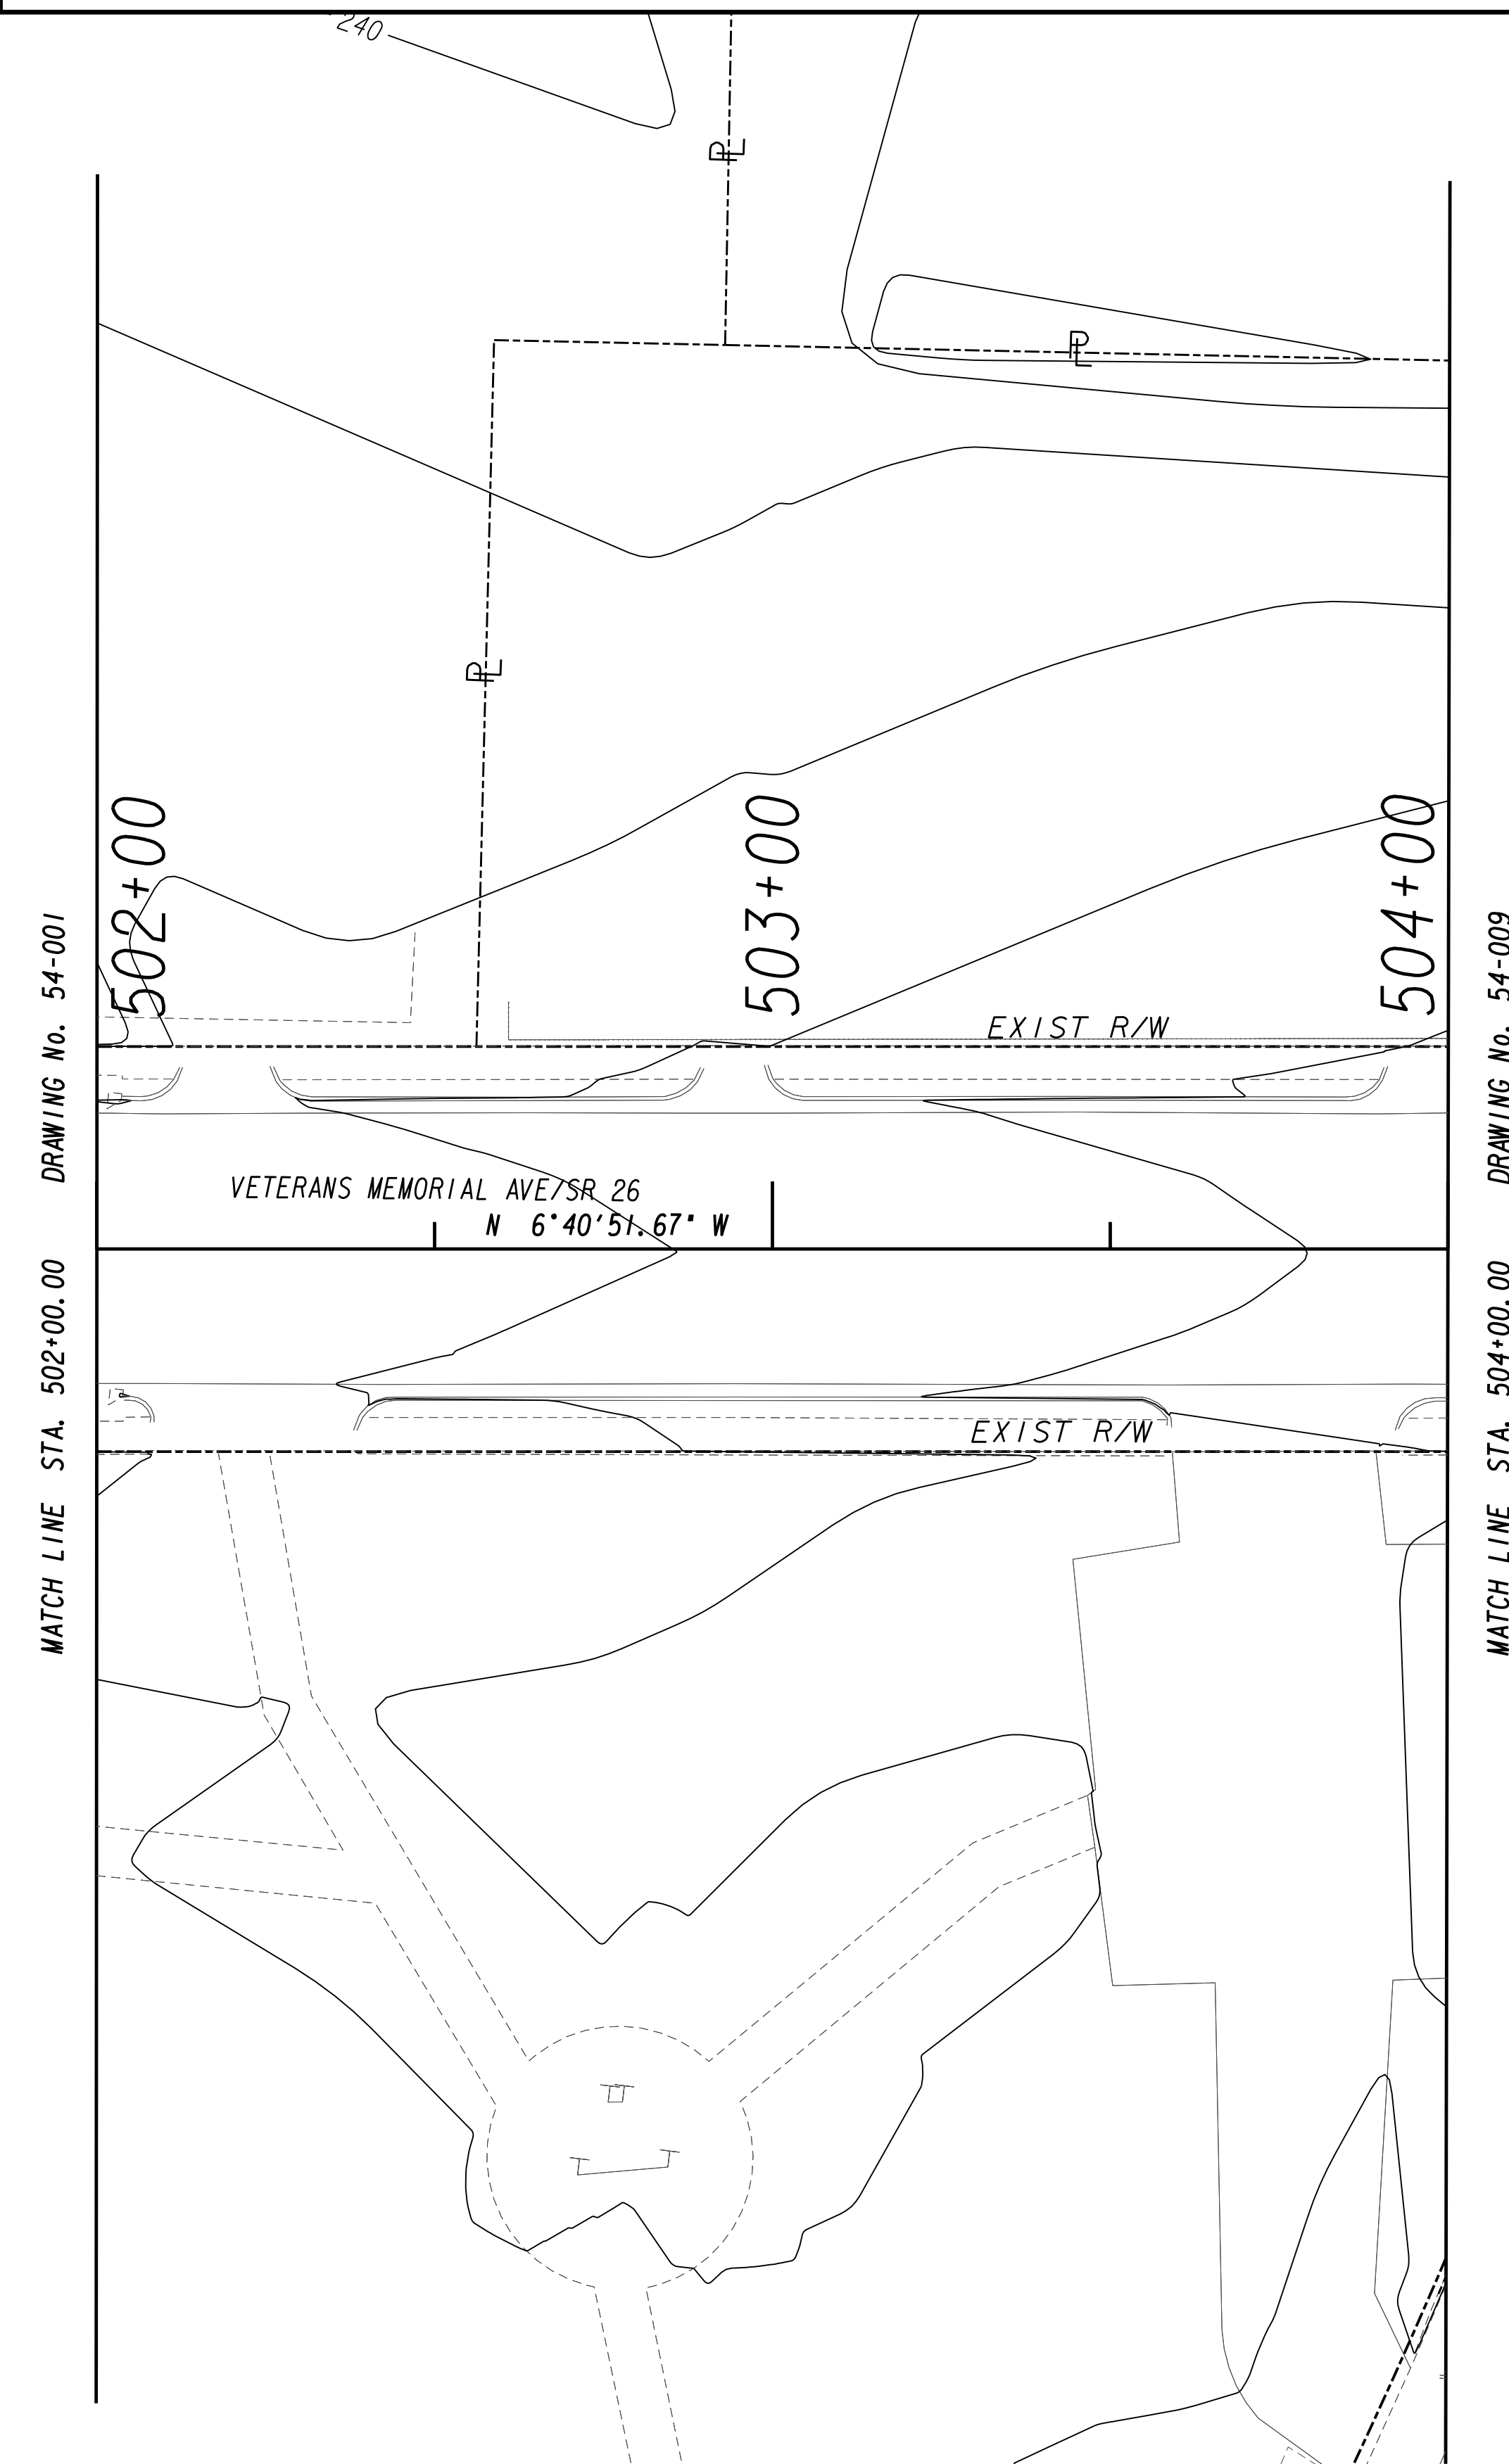 240
PL
PL
PL
502+00
503+00
504+00
EXIST R/W
VETERANS MEMORIAL AVE/SR 26
N 6°40'51.67" W
EXIST R/W
MATCH LINE STA. 502+00.00 DRAWING No. 54-001
MATCH LINE STA. 504+00.00 DRAWING No. 54-009